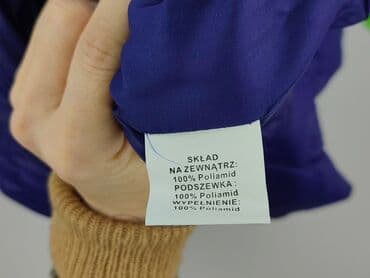 SKŁAD
NA ZEWNĄTRZ:
100% Poliamid
PODSZEWKA :
100% Poliamid
WYPEŁNIENIE:
100% Poliamid